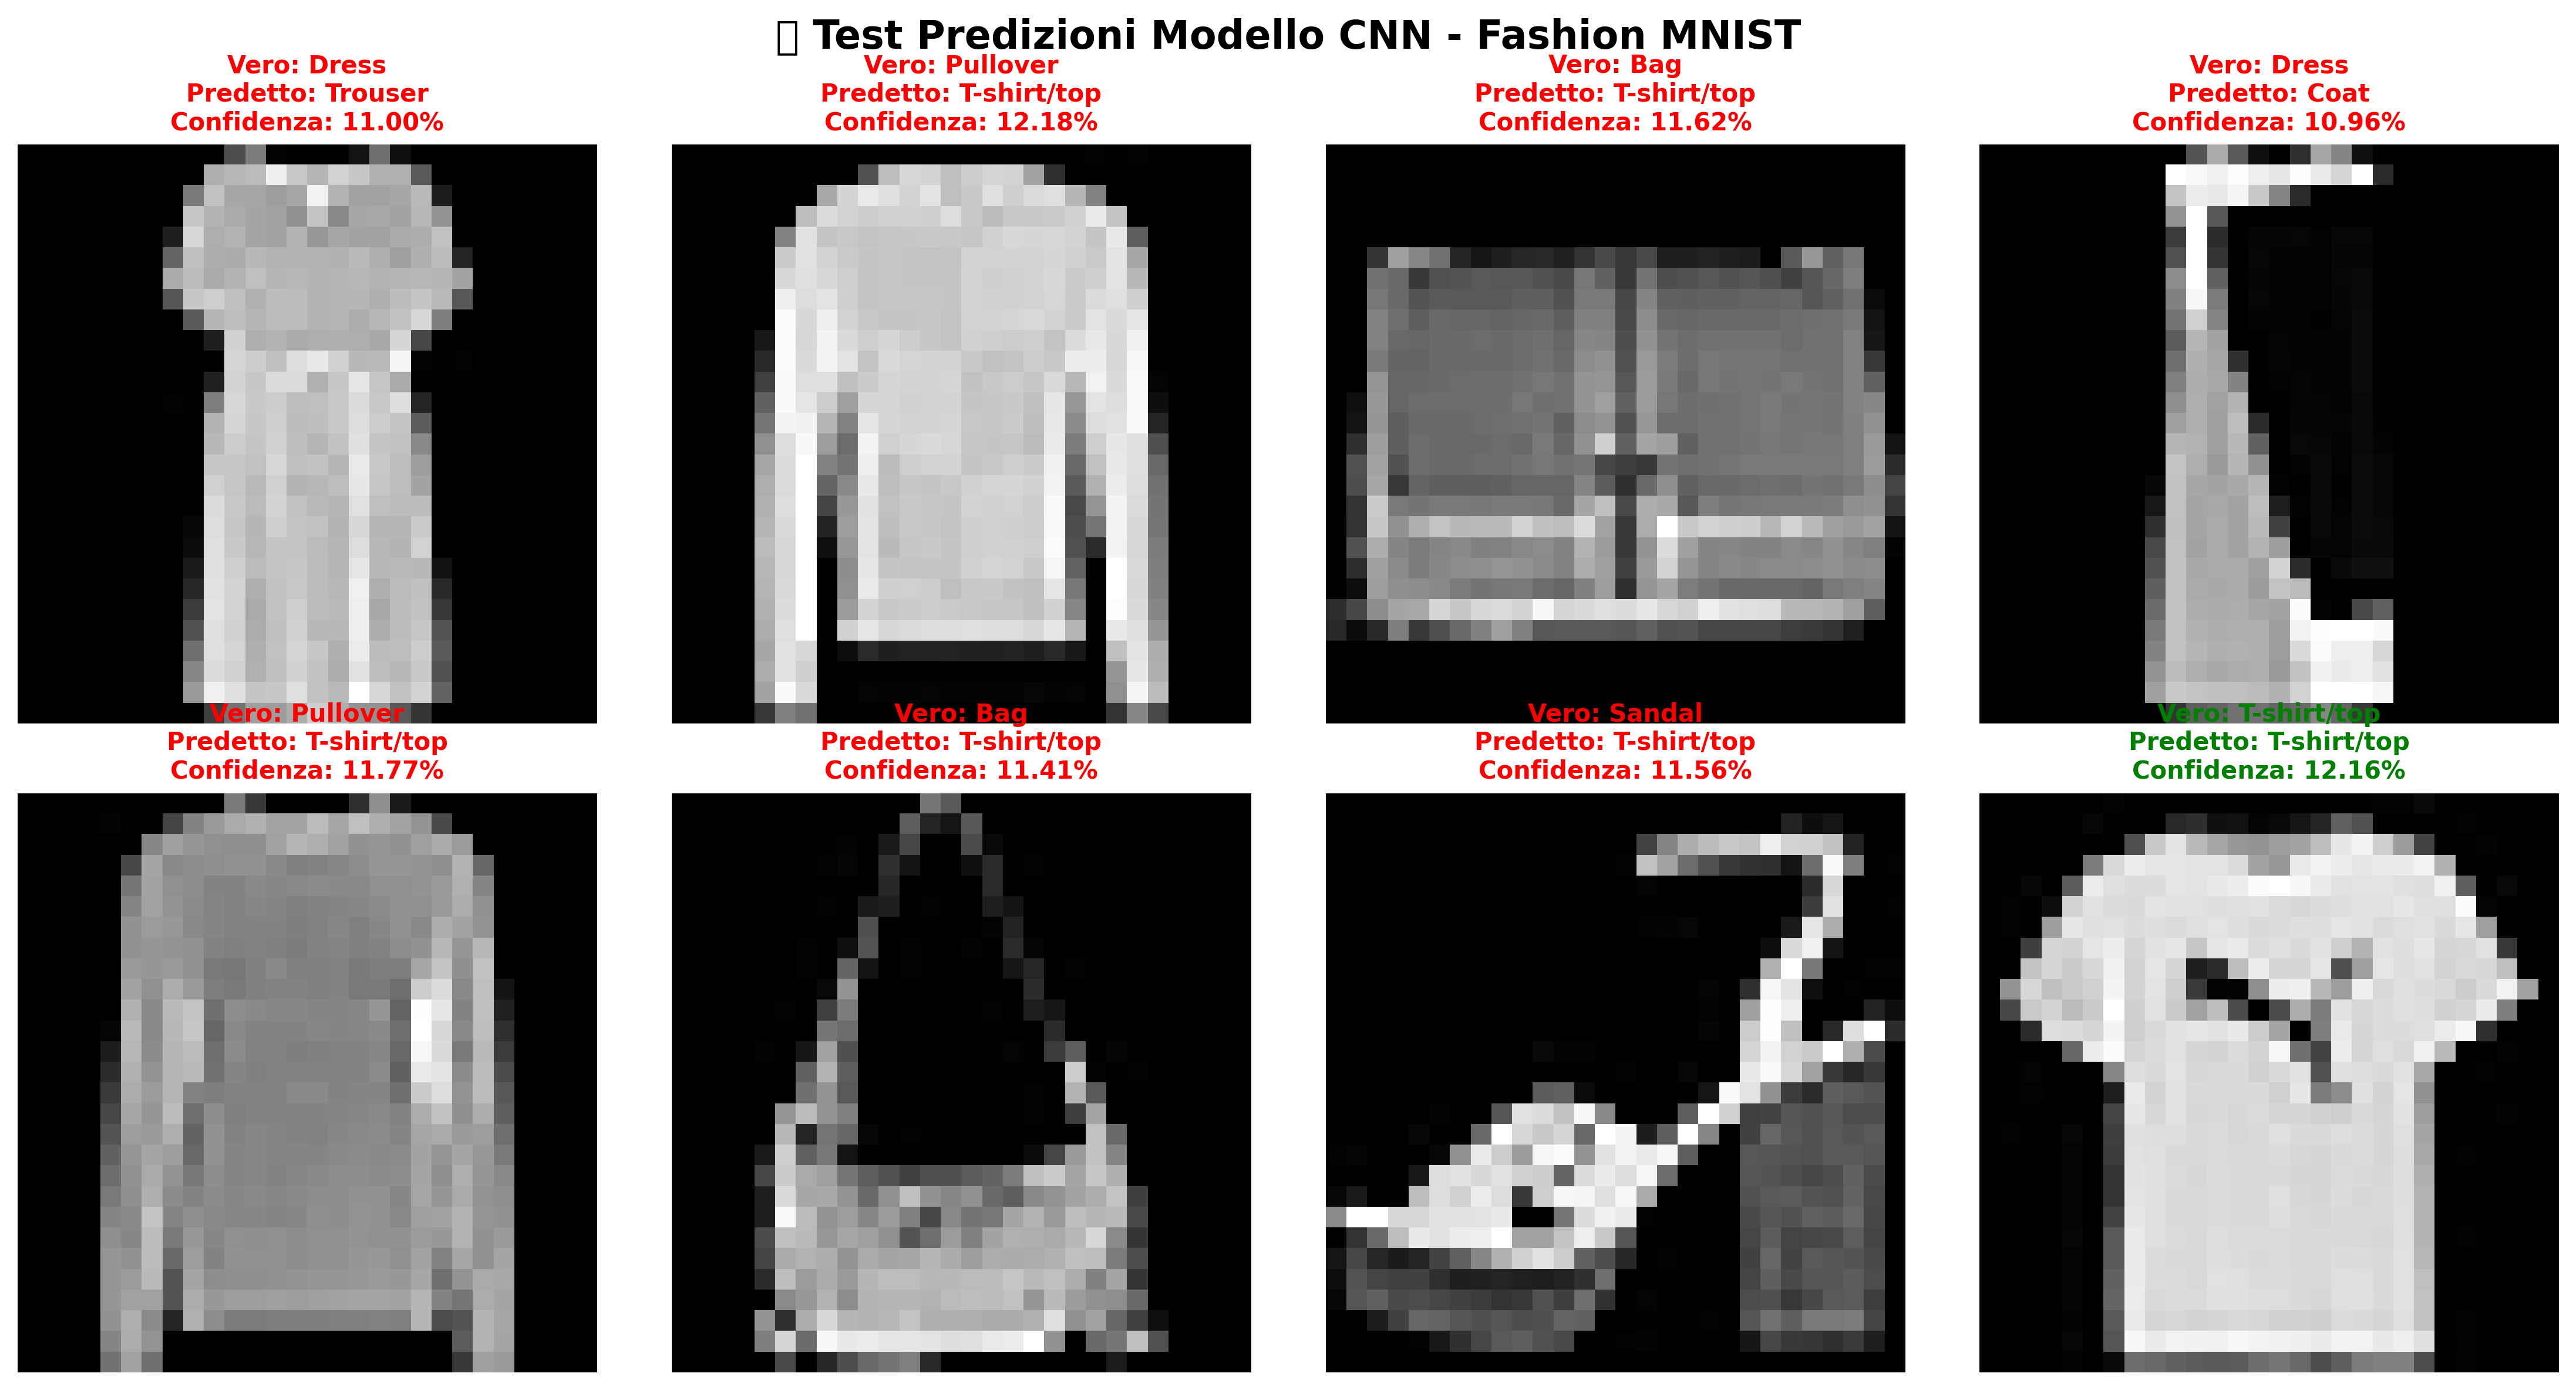 Test Predizioni Modello CNN - Fashion MNIST
Vero: Dress
Predetto: Trouser
Confidenza: 11.00%
Vero: Pullover
Predetto: T-shirt/top
Confidenza: 12.18%
Vero: Bag
Predetto: T-shirt/top
Confidenza: 11.62%
Vero: Dress
Predetto: Coat
Confidenza: 10.96%
Vero: Pullover
Predetto: T-shirt/top
Confidenza: 11.77%
Vero: Bag
Predetto: T-shirt/top
Confidenza: 11.41%
Vero: Sandal
Predetto: T-shirt/top
Confidenza: 11.56%
Vero: T-shirt/top
Predetto: T-shirt/top
Confidenza: 12.16%